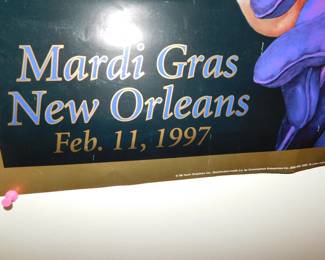 Mardi Gras
New Orleans
Feb. 11, 1997